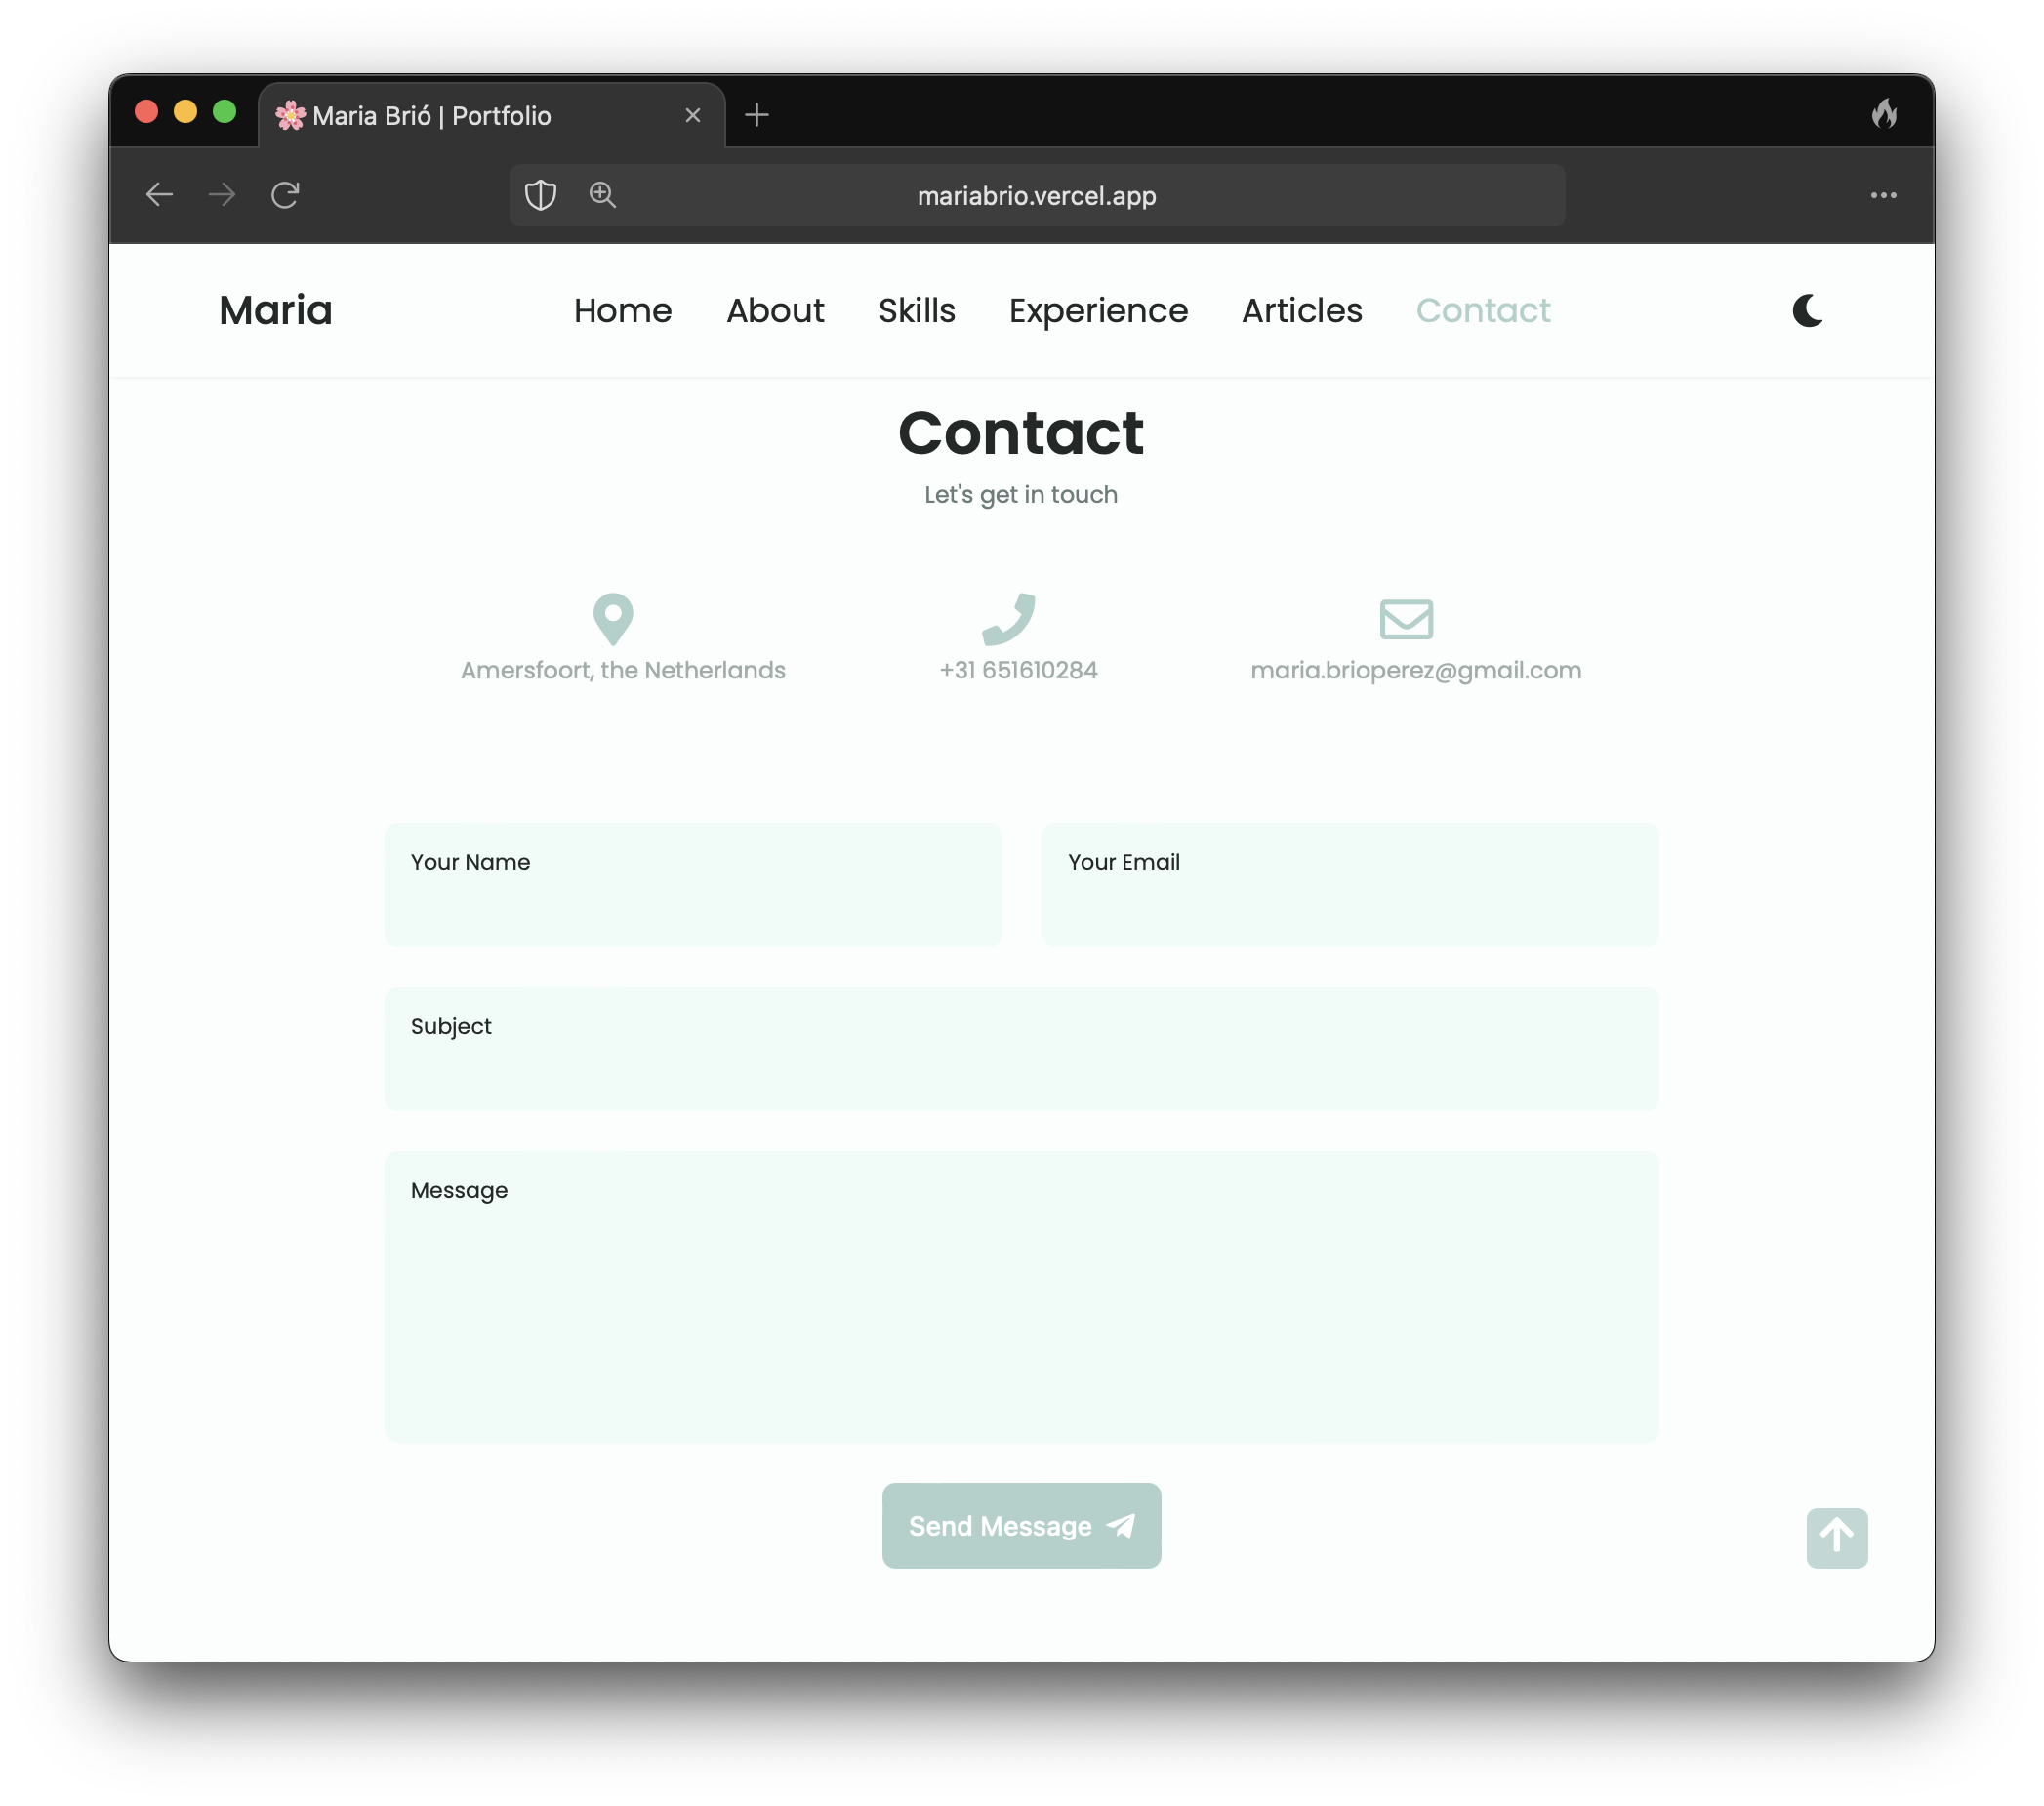 Maria Brió | Portfolio
mariabrio.vercel.app
Maria Home About Skills Experience Articles Contact
Contact
Let's get in touch
Amersfoort, the Netherlands +31 651610284 maria.brioperez@gmail.com
Your Name Your Email
Subject
Message
Send Message